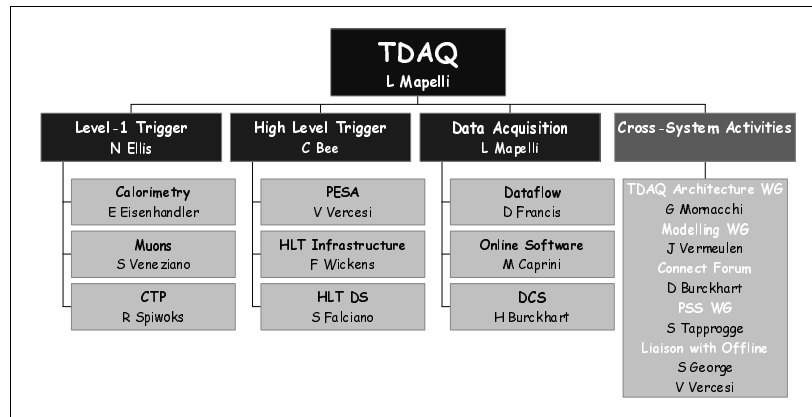 TDAQ
L Mapelli
Level-1 Trigger
N Ellis
High Level Trigger
C Bee
Data Acquisition
L Mapelli
Cross-System Activities
Calorimetry
E Eisenhandler
Muons
S Veneziano
CTP
R Spiwoks
PESA
V Vercesi
HLT Infrastructure
F Wickens
HLT DS
S Falciano
Dataflow
D Francis
Online Software
M Caprini
DCS
H Burckhart
TDAQ Architecture WG
G Mornacchi
Modelling WG
J Vermeulen
Connect Forum
D Burckhart
PSS WG
S Tapprogge
Liaison with Offline
S George
V Vercesi